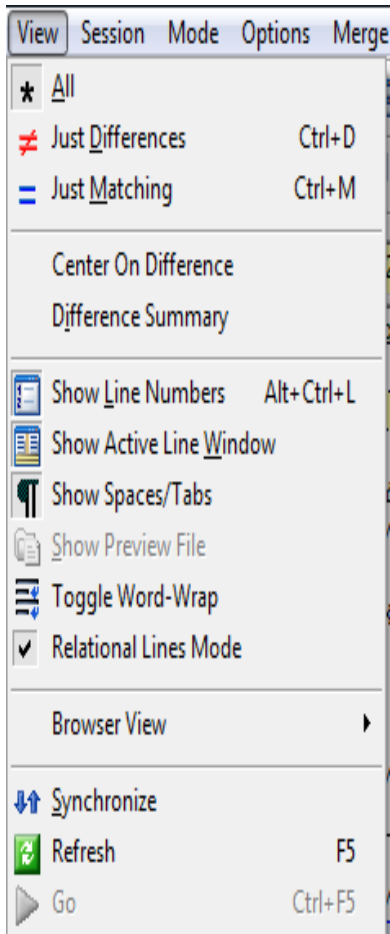 View Session Mode Options Merge
* All
≠ Just Differences Ctrl+D
= Just Matching Ctrl+M
Center On Difference
Difference Summary
Show Line Numbers Alt+Ctrl+L
Show Active Line Window
¶ Show Spaces/Tabs
Show Preview File
Toggle Word-Wrap
Relational Lines Mode
Browser View
Synchronize
Refresh F5
Go Ctrl+F5